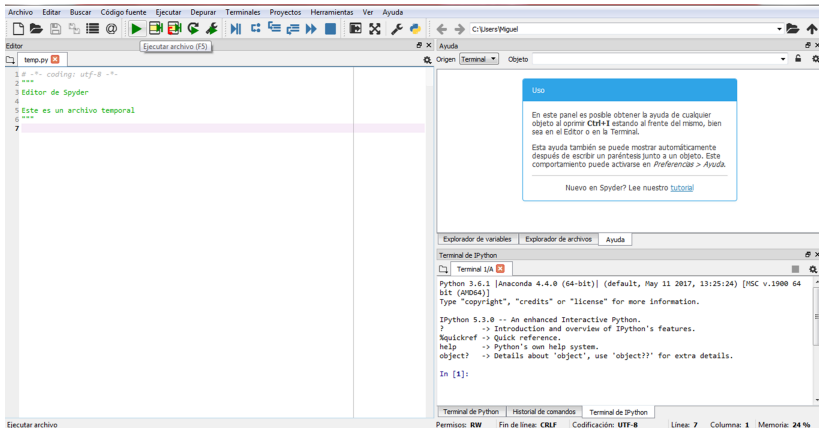 Archivo Editar Buscar Código fuente Ejecutar Depurar Terminales Proyectos Herramientas Ver Ayuda
@
C:\Users\Miguel
Editor
Ejecutar archivo (F5)
Ayuda
temp.py
Origen Terminal Objeto
1 # -*- coding: utf-8 -*-
2 """
3 Editor de Spyder
4
5 Este es un archivo temporal
6 """
7
Uso
En este panel es posible obtener la ayuda de cualquier
objeto al oprimir Ctrl+I estando al frente del mismo, bien
sea en el Editor o en la Terminal.
Esta ayuda también se puede mostrar automáticamente
después de escribir un paréntesis junto a un objeto. Este
comportamiento puede activarse en Preferencias > Ayuda.
Nuevo en Spyder? Lee nuestro tutorial
Explorador de variables Explorador de archivos Ayuda
Terminal de IPython
Terminal 1/A
Python 3.6.1 |Anaconda 4.4.0 (64-bit)| (default, May 11 2017, 13:25:24) [MSC v.1900 64
bit (AMD64)]
Type "copyright", "credits" or "license" for more information.
IPython 5.3.0 -- An enhanced Interactive Python.
? -> Introduction and overview of IPython's features.
%quickref -> Quick reference.
help -> Python's own help system.
object? -> Details about 'object', use 'object??' for extra details.
In [1]:
Terminal de Python Historial de comandos Terminal de IPython
Ejecutar archivo
Permisos: RW Fin de línea: CRLF Codificación: UTF-8 Línea: 7 Columna: 1 Memoria: 24 %